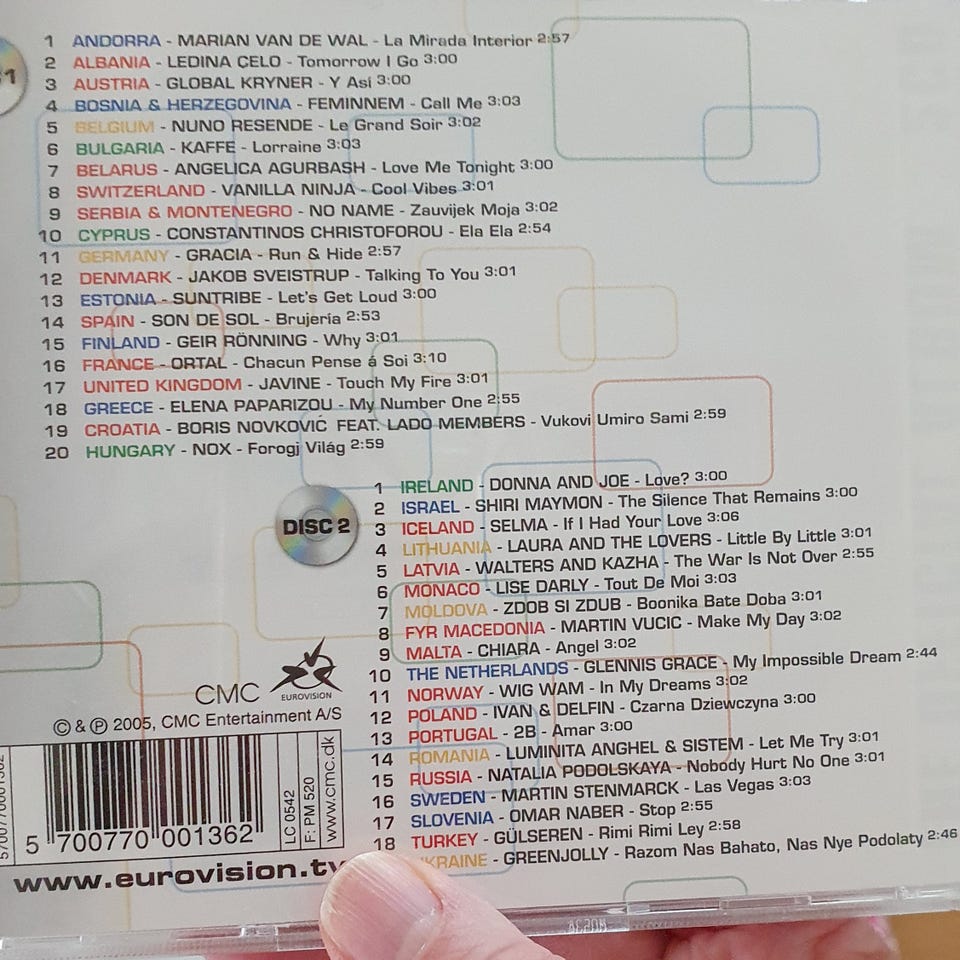 1
1 ANDORRA - MARIAN VAN DE WAL - La Mirada Interior 2:57
2 ALBANIA - LEDINA ÇELO - Tomorrow I Go 3:00
3 AUSTRIA - GLOBAL KRYNER - Y Así 3:00
4 BOSNIA & HERZEGOVINA - FEMINNEM - Call Me 3:03
5 BELGIUM - NUNO RESENDE - Le Grand Soir 3:02
6 BULGARIA - KAFFE - Lorraine 3:03
7 BELARUS - ANGELICA AGURBASH - Love Me Tonight 3:00
8 SWITZERLAND - VANILLA NINJA - Cool Vibes 3:01
9 SERBIA & MONTENEGRO - NO NAME - Zauvijek Moja 3:02
10 CYPRUS - CONSTANTINOS CHRISTOFOROU - Ela Ela 2:54
11 GERMANY - GRACIA - Run & Hide 2:57
12 DENMARK - JAKOB SVEISTRUP - Talking To You 3:01
13 ESTONIA - SUNTRIBE - Let's Get Loud 3:00
14 SPAIN - SON DE SOL - Brujería 2:53
15 FINLAND - GEIR RÖNNING - Why 3:01
16 FRANCE - ORTAL - Chacun Pense á Soi 3:10
17 UNITED KINGDOM - JAVINE - Touch My Fire 3:01
18 GREECE - ELENA PAPARIZOU - My Number One 2:55
19 CROATIA - BORIS NOVKOVIĆ FEAT. LADO MEMBERS - Vukovi Umiro Sami 2:59
20 HUNGARY - NOX - Forogj Világ 2:59
DISC 2
1 IRELAND - DONNA AND JOE - Love? 3:00
2 ISRAEL - SHIRI MAYMON - The Silence That Remains 3:00
3 ICELAND - SELMA - If I Had Your Love 3:06
4 LITHUANIA - LAURA AND THE LOVERS - Little By Little 3:01
5 LATVIA - WALTERS AND KAZHA - The War Is Not Over 2:55
6 MONACO - LISE DARLY - Tout De Moi 3:03
7 MOLDOVA - ZDOB SI ZDUB - Boonika Bate Doba 3:01
8 FYR MACEDONIA - MARTIN VUCIC - Make My Day 3:02
9 MALTA - CHIARA - Angel 3:02
10 THE NETHERLANDS - GLENNIS GRACE - My Impossible Dream 2:44
11 NORWAY - WIG WAM - In My Dreams 3:02
12 POLAND - IVAN & DELFIN - Czarna Dziewczyna 3:00
13 PORTUGAL - 2B - Amar 3:00
14 ROMANIA - LUMINITA ANGHEL & SISTEM - Let Me Try 3:01
15 RUSSIA - NATALIA PODOLSKAYA - Nobody Hurt No One 3:01
16 SWEDEN - MARTIN STENMARCK - Las Vegas 3:03
17 SLOVENIA - OMAR NABER - Stop 2:55
18 TURKEY - GÜLSEREN - Rimi Rimi Ley 2:58
KRAINE - GREENJOLLY - Razom Nas Bahato, Nas Nye Podolaty 2:46
CMC
EUROVISION
© & ℗ 2005, CMC Entertainment A/S
5 700770 001362
LC 0542
F: PM 520
www.cmc.dk
www.eurovision.tv